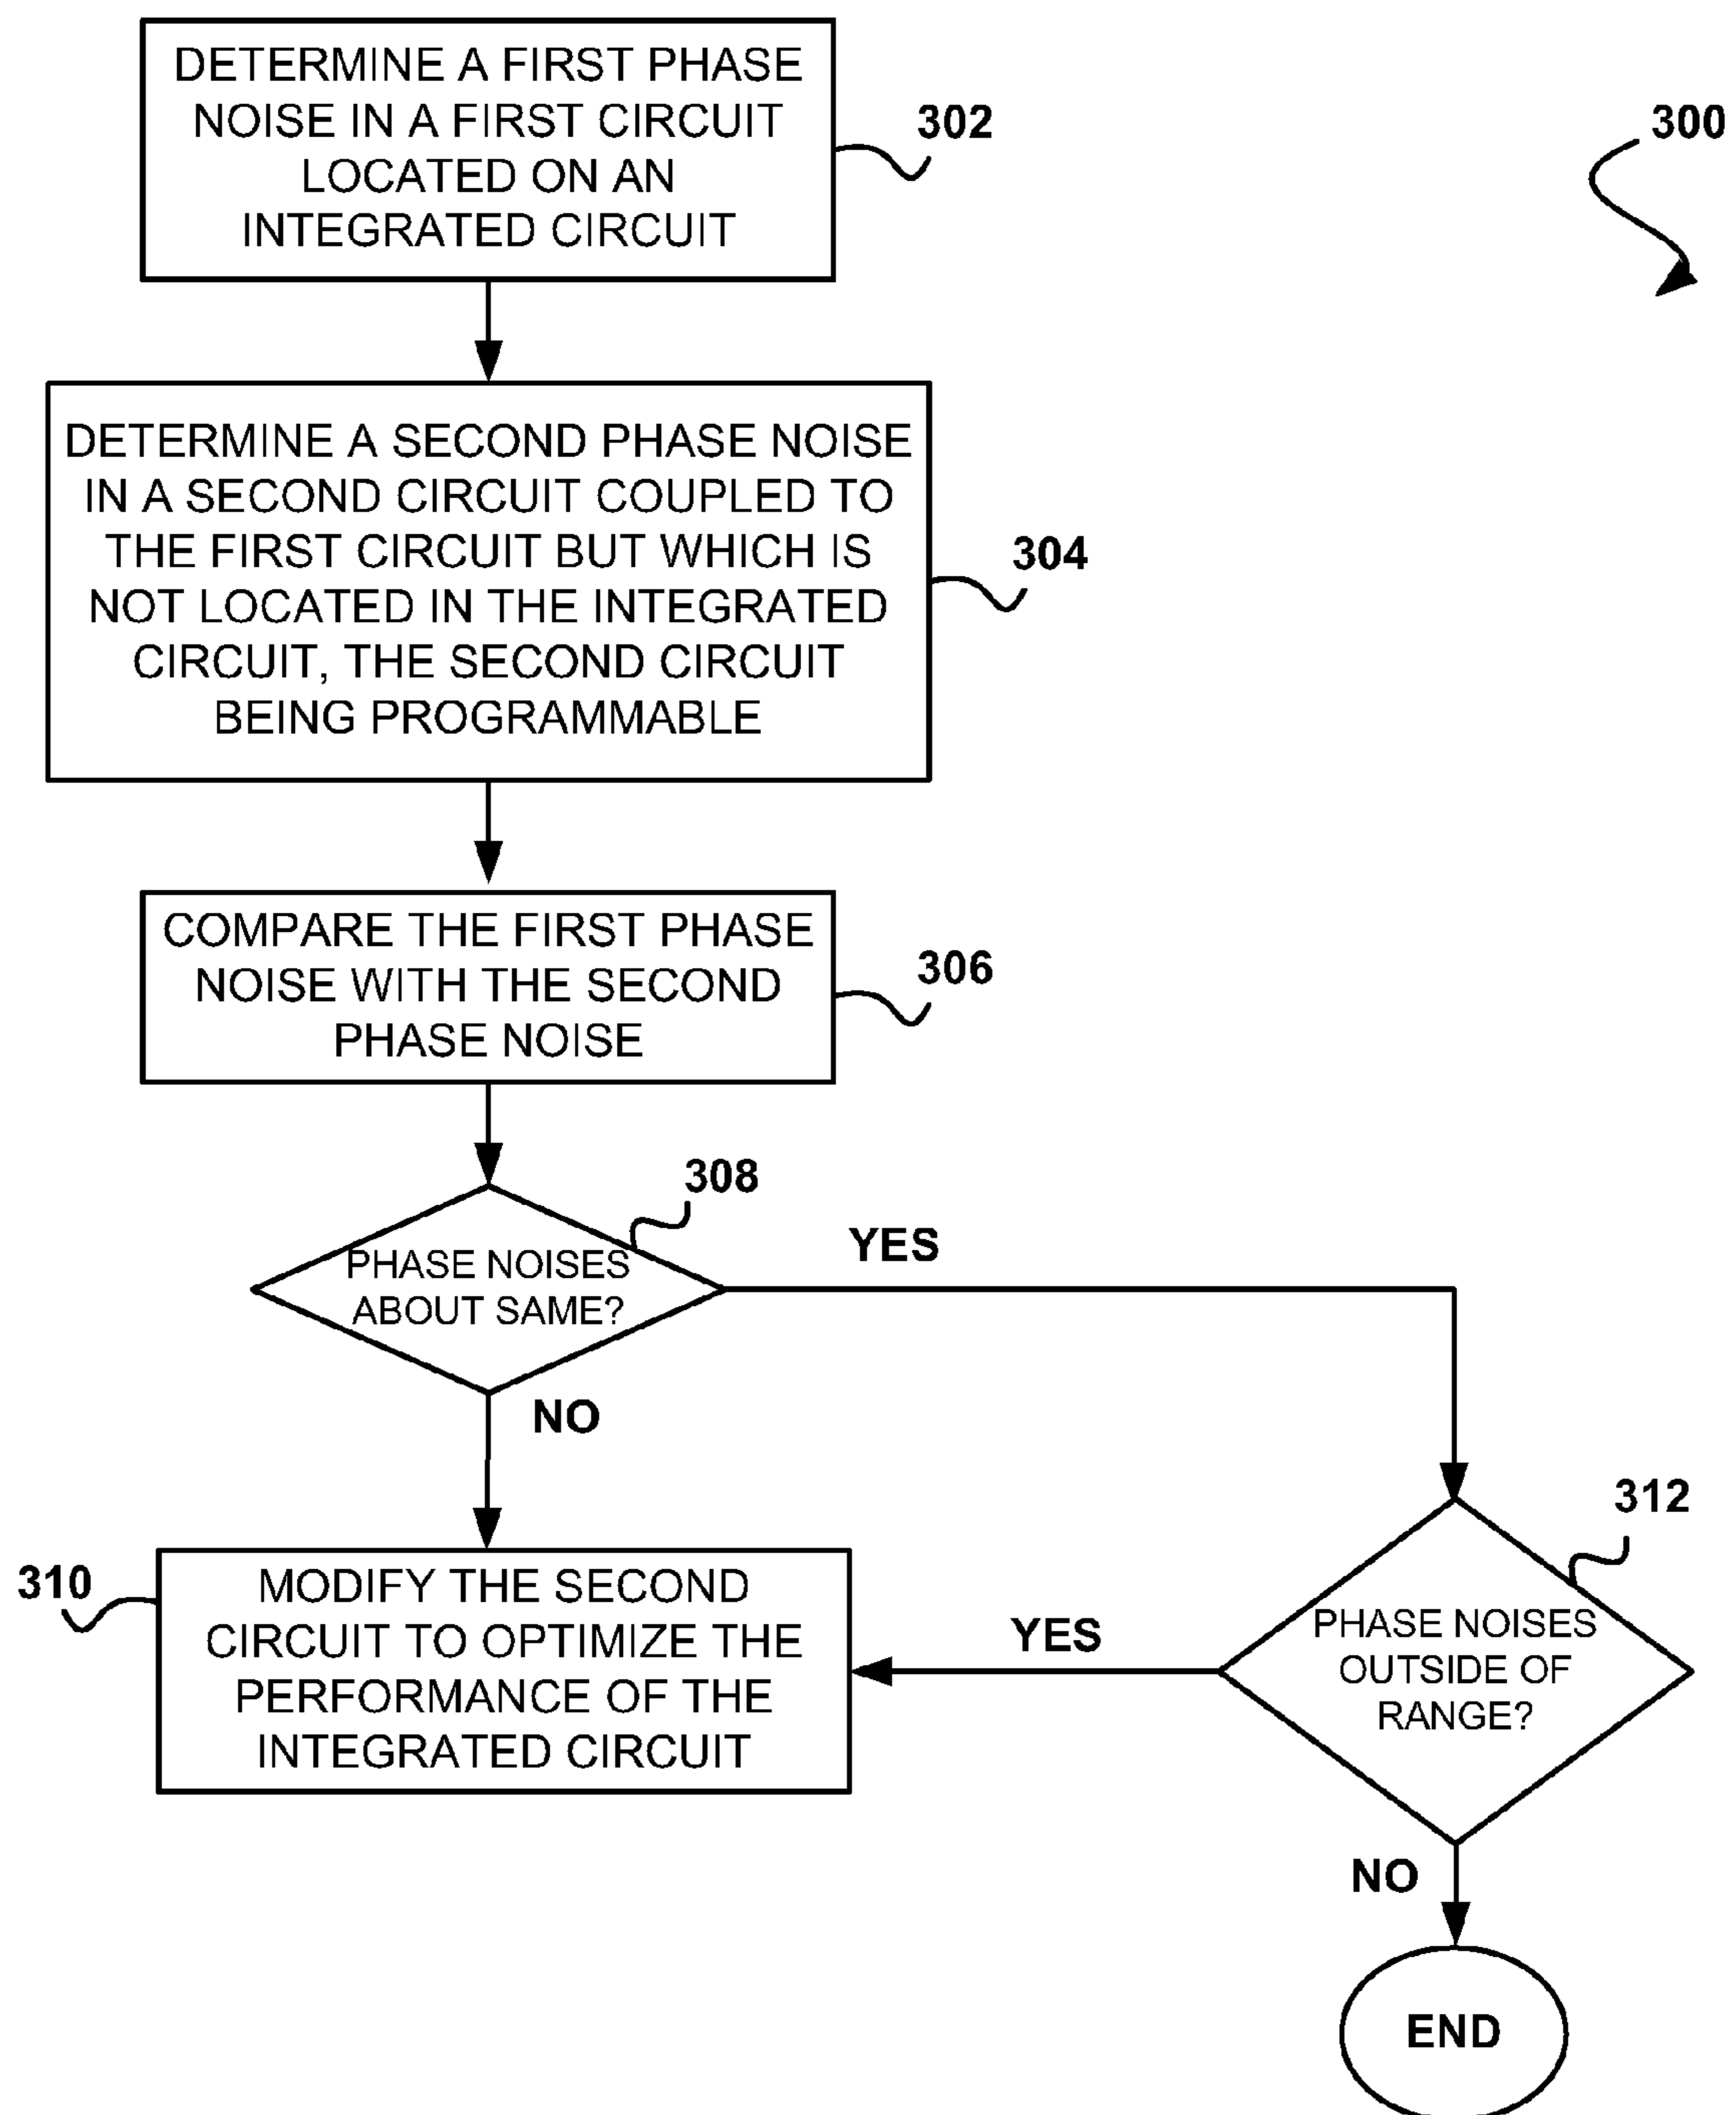 DETERMINE A FIRST PHASE
NOISE IN A FIRST CIRCUIT
LOCATED ON AN
INTEGRATED CIRCUIT
302
300
DETERMINE A SECOND PHASE NOISE
IN A SECOND CIRCUIT COUPLED TO
THE FIRST CIRCUIT BUT WHICH IS
NOT LOCATED IN THE INTEGRATED
CIRCUIT, THE SECOND CIRCUIT
BEING PROGRAMMABLE
304
COMPARE THE FIRST PHASE
NOISE WITH THE SECOND
PHASE NOISE
306
308
PHASE NOISES
ABOUT SAME?
YES
NO
310
MODIFY THE SECOND
CIRCUIT TO OPTIMIZE THE
PERFORMANCE OF THE
INTEGRATED CIRCUIT
YES
312
PHASE NOISES
OUTSIDE OF
RANGE?
NO
END